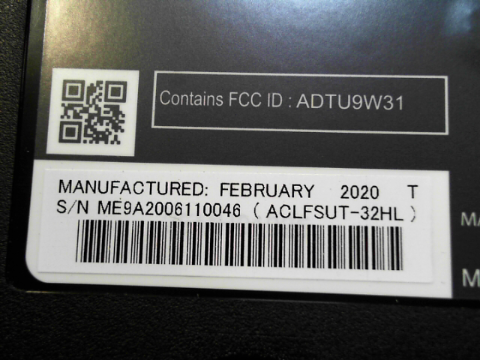 Contains FCC ID : ADTU9W31
MANUFACTURED: FEBRUARY 2020 T
S/N ME9A2006110046 ( ACLFSUT-32HL )